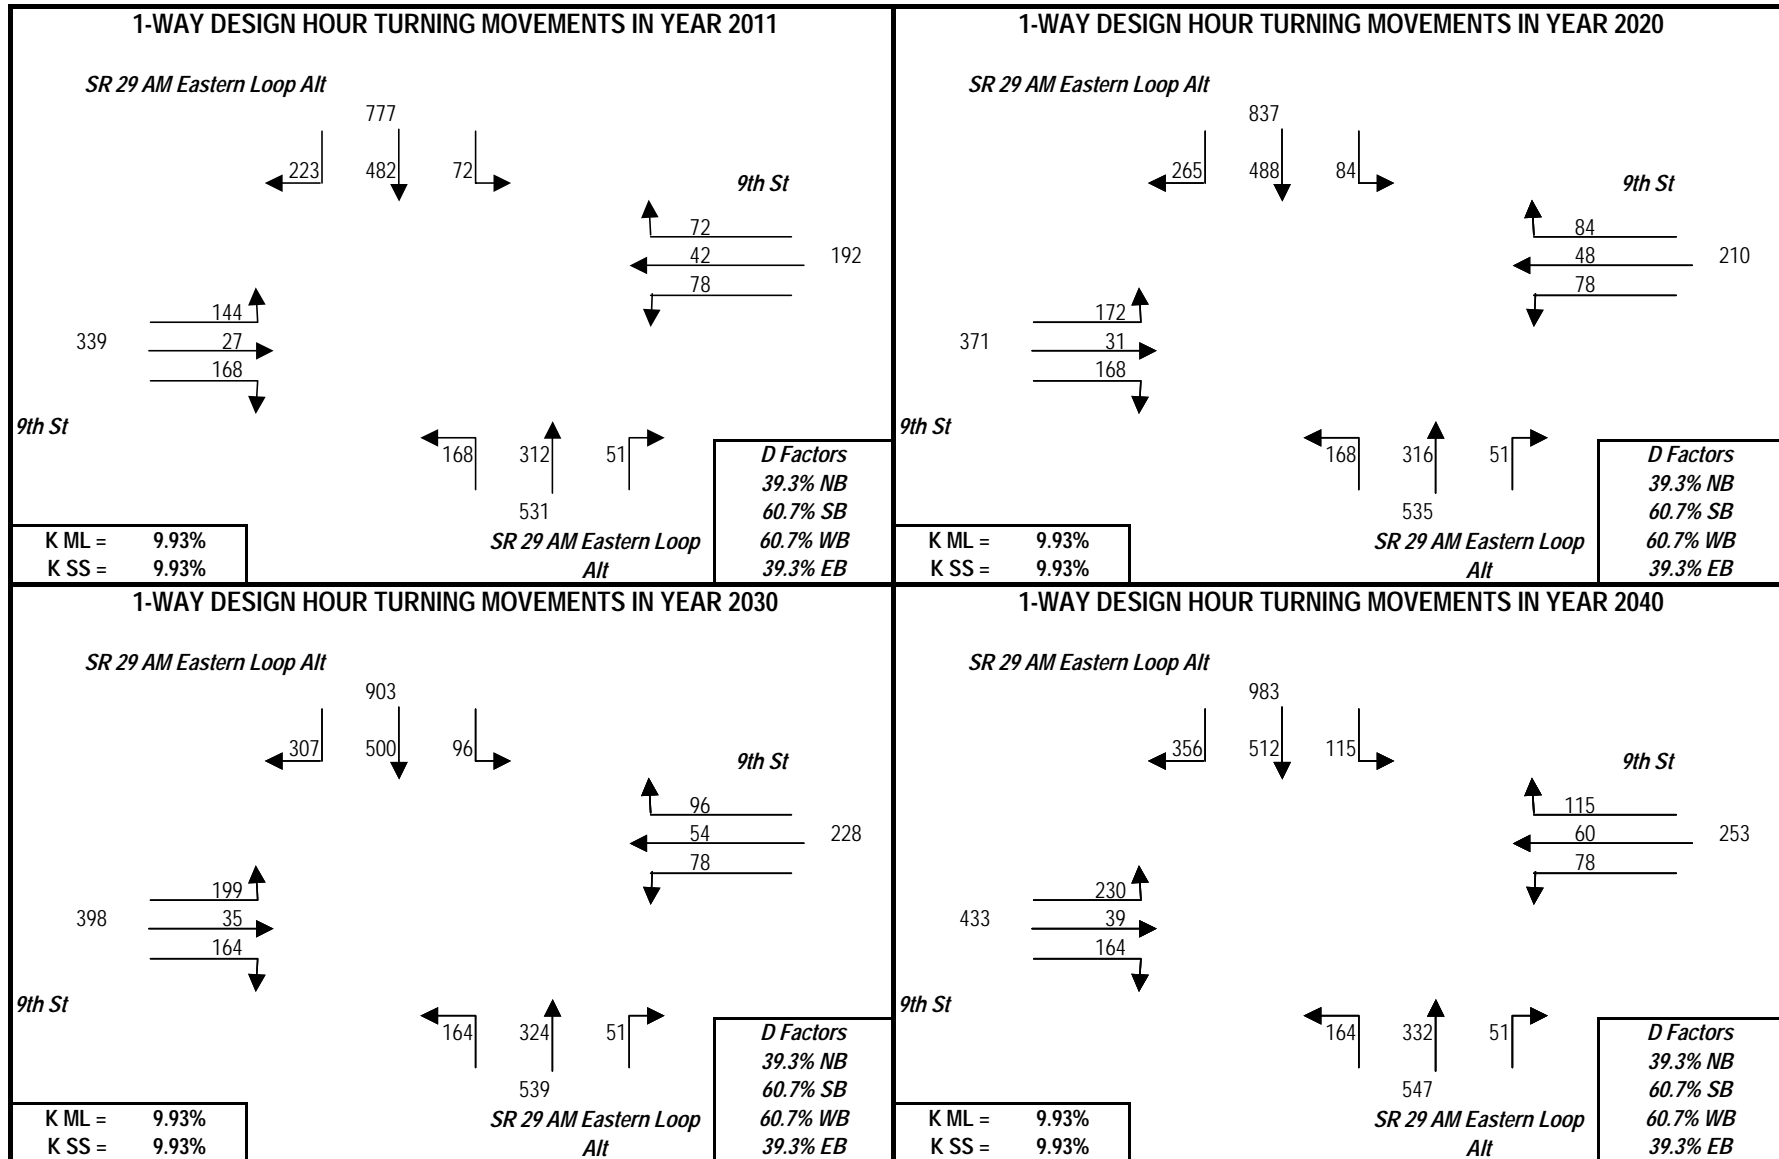 1-WAY DESIGN HOUR TURNING MOVEMENTS IN YEAR 2011
SR 29 AM Eastern Loop Alt
777
223 482 72
9th St
72
42 192
78
144
339 27
168
9th St
168 312 51
531
SR 29 AM Eastern Loop
Alt
D Factors
39.3% NB
60.7% SB
60.7% WB
39.3% EB
K ML = 9.93%
K SS = 9.93%
1-WAY DESIGN HOUR TURNING MOVEMENTS IN YEAR 2020
SR 29 AM Eastern Loop Alt
837
265 488 84
9th St
84
48 210
78
172
371 31
168
9th St
168 316 51
535
SR 29 AM Eastern Loop
Alt
D Factors
39.3% NB
60.7% SB
60.7% WB
39.3% EB
K ML = 9.93%
K SS = 9.93%
1-WAY DESIGN HOUR TURNING MOVEMENTS IN YEAR 2030
SR 29 AM Eastern Loop Alt
903
307 500 96
9th St
96
54 228
78
199
398 35
164
9th St
164 324 51
539
SR 29 AM Eastern Loop
Alt
D Factors
39.3% NB
60.7% SB
60.7% WB
39.3% EB
K ML = 9.93%
K SS = 9.93%
1-WAY DESIGN HOUR TURNING MOVEMENTS IN YEAR 2040
SR 29 AM Eastern Loop Alt
983
356 512 115
9th St
115
60 253
78
230
433 39
164
9th St
164 332 51
547
SR 29 AM Eastern Loop
Alt
D Factors
39.3% NB
60.7% SB
60.7% WB
39.3% EB
K ML = 9.93%
K SS = 9.93%